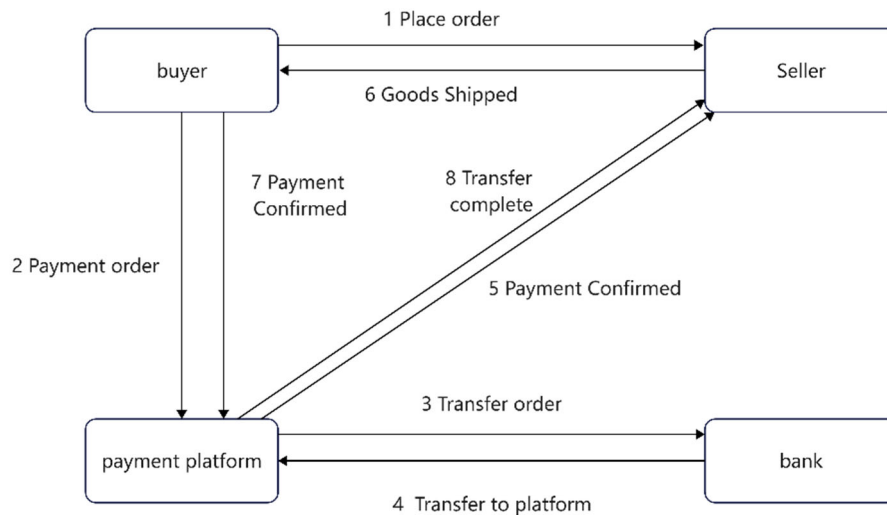 1 Place order
buyer
Seller
6 Goods Shipped
7 Payment
Confirmed
8 Transfer
complete
2 Payment order
5 Payment Confirmed
3 Transfer order
payment platform
bank
4 Transfer to platform